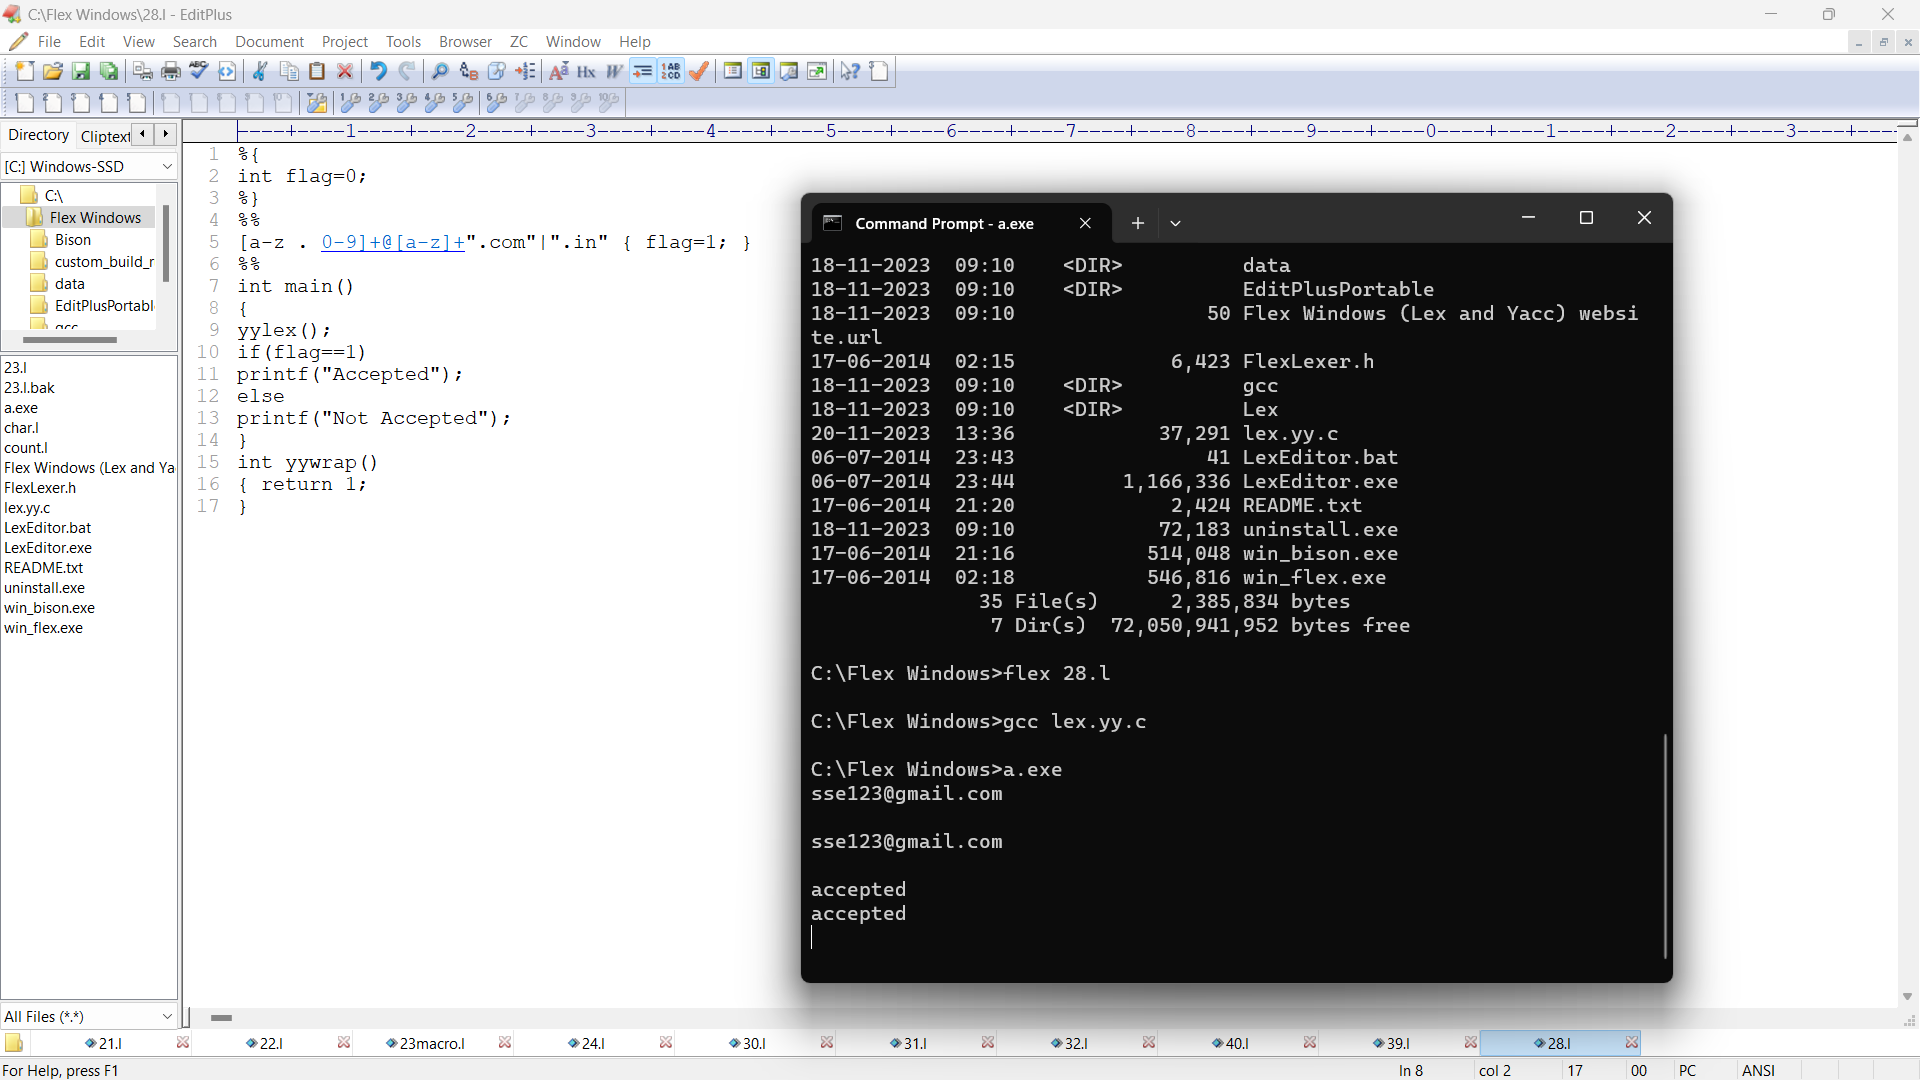 C:\Flex Windows\28.l - EditPlus
File Edit View Search Document Project Tools Browser ZC Window Help
Directory Cliptext
----+----1----+----2----+----3----+----4----+----5----+----6----+----7----+----8----+----9----+----0----+----1----+----2----+----3----+---
[C:] Windows-SSD
C:\
Flex Windows
Bison
custom_build_r
data
EditPlusPortabl
gcc
23.l
23.l.bak
a.exe
char.l
count.l
Flex Windows (Lex and Ya
FlexLexer.h
lex.yy.c
LexEditor.bat
LexEditor.exe
README.txt
uninstall.exe
win_bison.exe
win_flex.exe
All Files (*.*)
1 %{
2 int flag=0;
3 %}
4 %%
5 [a-z . 0-9]+@[a-z]+".com"|".in" { flag=1; }
6 %%
7 int main()
8 {
9 yylex();
10 if(flag==1)
11 printf("Accepted");
12 else
13 printf("Not Accepted");
14 }
15 int yywrap()
16 { return 1;
17 }
Command Prompt - a.exe
18-11-2023 09:10 <DIR> data
18-11-2023 09:10 <DIR> EditPlusPortable
18-11-2023 09:10 50 Flex Windows (Lex and Yacc) websi
te.url
17-06-2014 02:15 6,423 FlexLexer.h
18-11-2023 09:10 <DIR> gcc
18-11-2023 09:10 <DIR> Lex
20-11-2023 13:36 37,291 lex.yy.c
06-07-2014 23:43 41 LexEditor.bat
06-07-2014 23:44 1,166,336 LexEditor.exe
17-06-2014 21:20 2,424 README.txt
18-11-2023 09:10 72,183 uninstall.exe
17-06-2014 21:16 514,048 win_bison.exe
17-06-2014 02:18 546,816 win_flex.exe
35 File(s) 2,385,834 bytes
7 Dir(s) 72,050,941,952 bytes free
C:\Flex Windows>flex 28.l
C:\Flex Windows>gcc lex.yy.c
C:\Flex Windows>a.exe
sse123@gmail.com
sse123@gmail.com
accepted
accepted
21.l 22.l 23macro.l 24.l 30.l 31.l 32.l 40.l 39.l 28.l
For Help, press F1 ln 8 col 2 17 00 PC ANSI